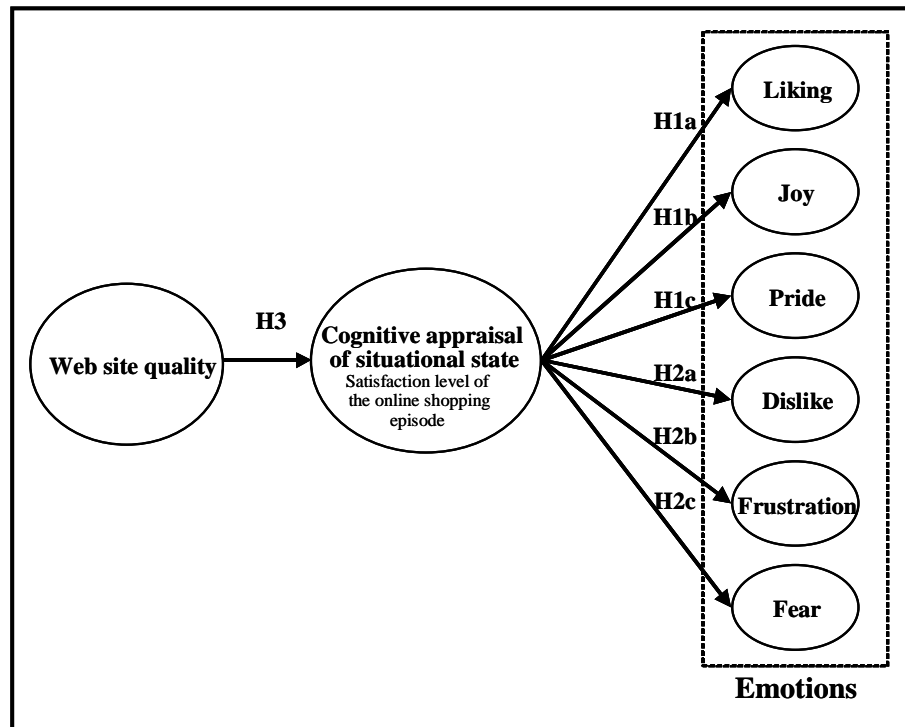 Web site quality
H3
Cognitive appraisal
of situational state
Satisfaction level of
the online shopping
episode
H1a
H1b
H1c
H2a
H2b
H2c
Liking
Joy
Pride
Dislike
Frustration
Fear
Emotions